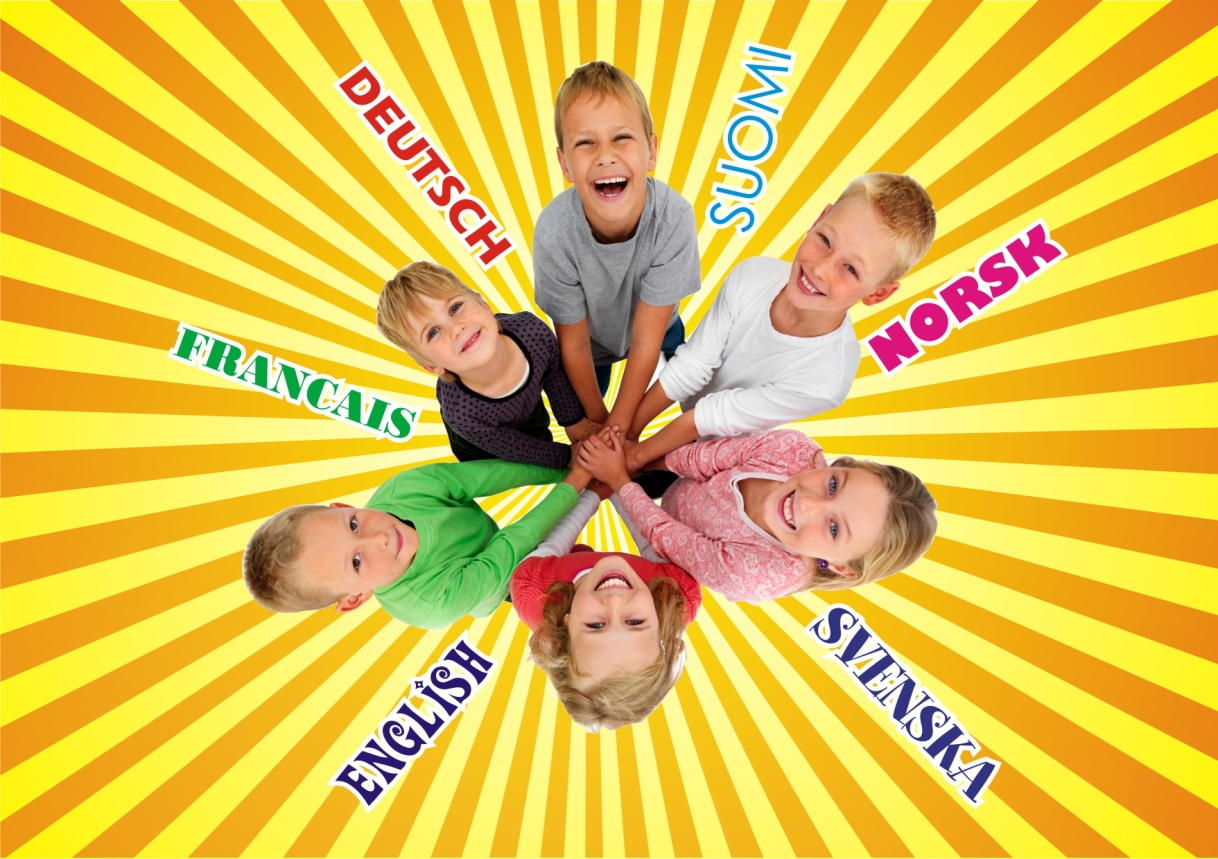 DEUTSCH
SUOMI
NORSK
FRANCAIS
ENGLISH
SVENSKA